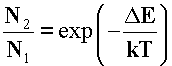 N₂/N₁ = exp(−ΔE/kT)